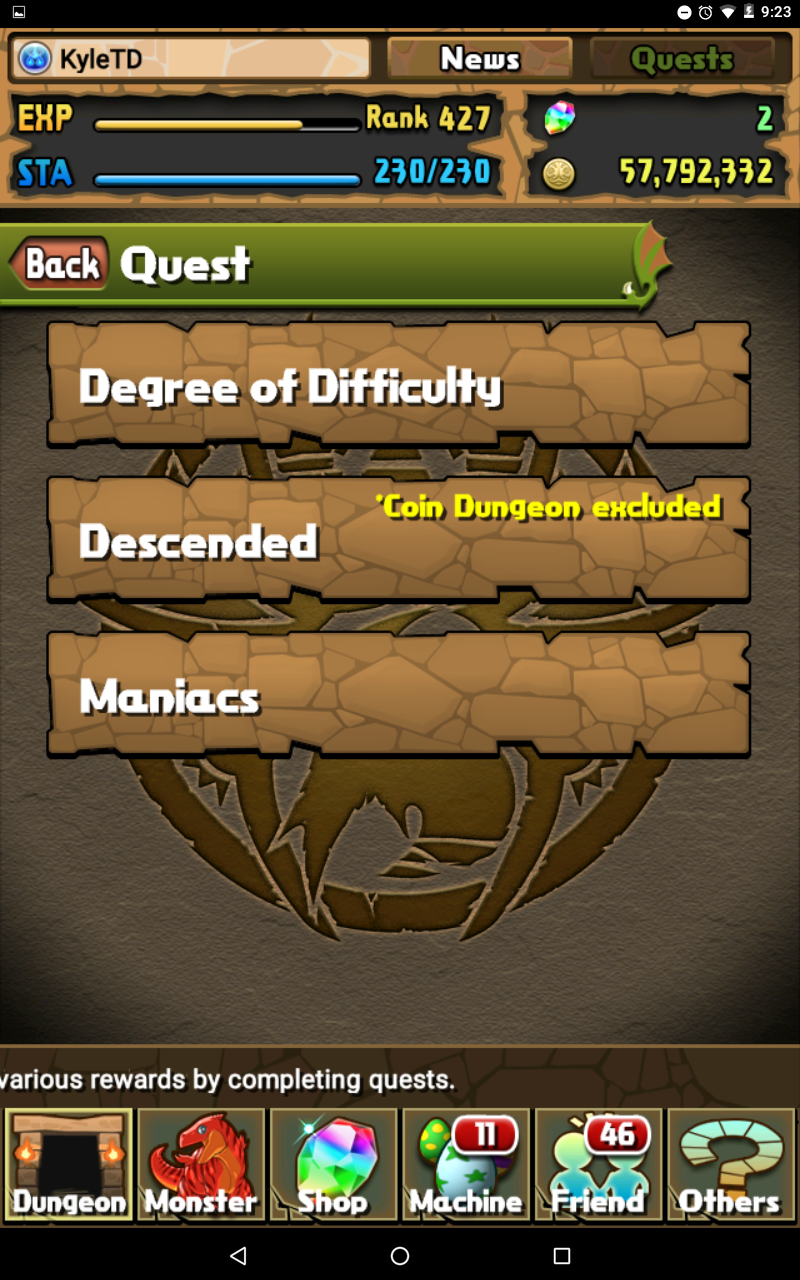 9:23
KyleTD
News
Quests
EXP
Rank 427
2
STA
230/230
57,792,332
Back
Quest
Degree of Difficulty
*Coin Dungeon excluded
Descended
Maniacs
various rewards by completing quests.
11
46
Dungeon
Monster
Shop
Machine
Friend
Others